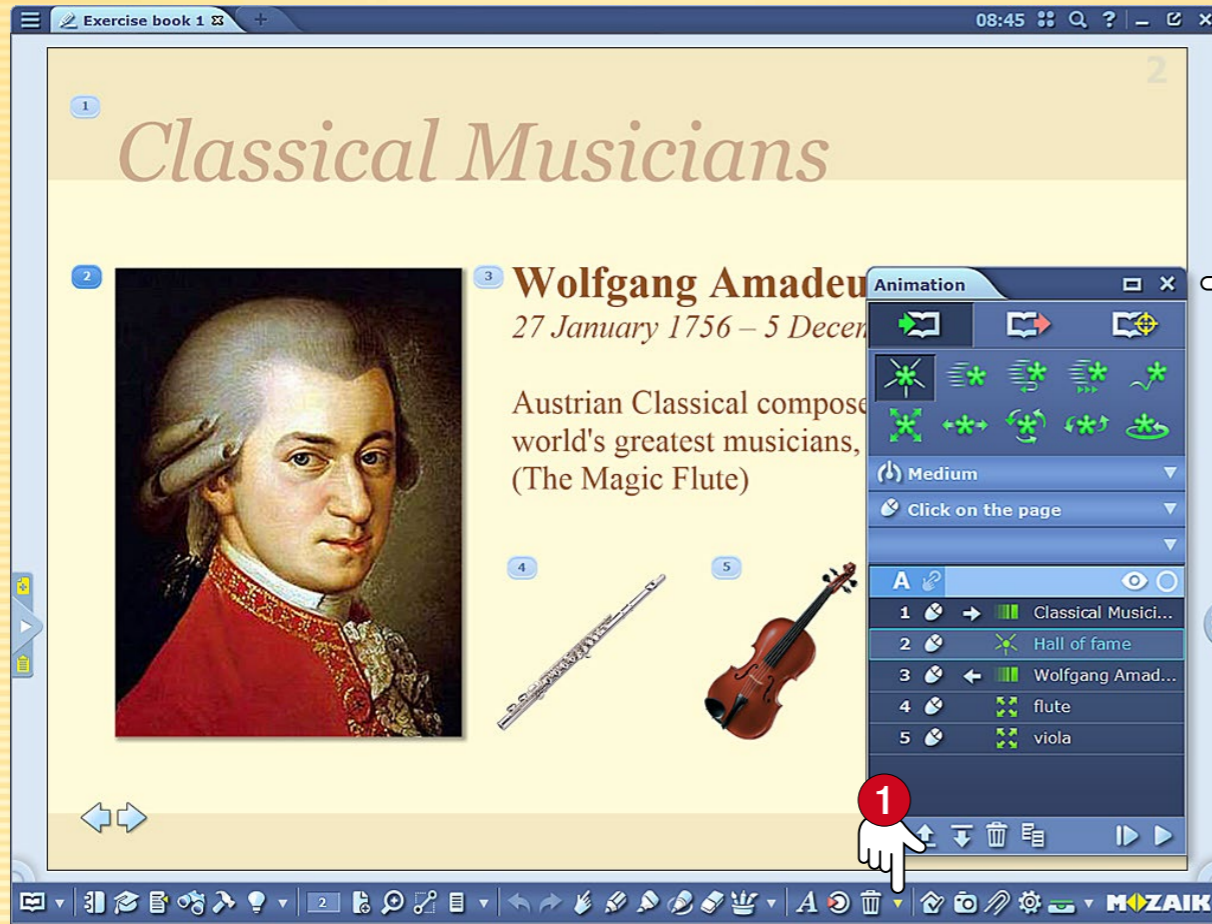 Exercise book 1
08:45
2
1
Classical Musicians
2
3
Wolfgang Amadeu
27 January 1756 – 5 Decem
Austrian Classical compose
world's greatest musicians,
(The Magic Flute)
4
5
Animation
Medium
Click on the page
A
1 Classical Musici...
2 Hall of fame
3 Wolfgang Amad...
4 flute
5 viola
1
2
A
MOZAIK